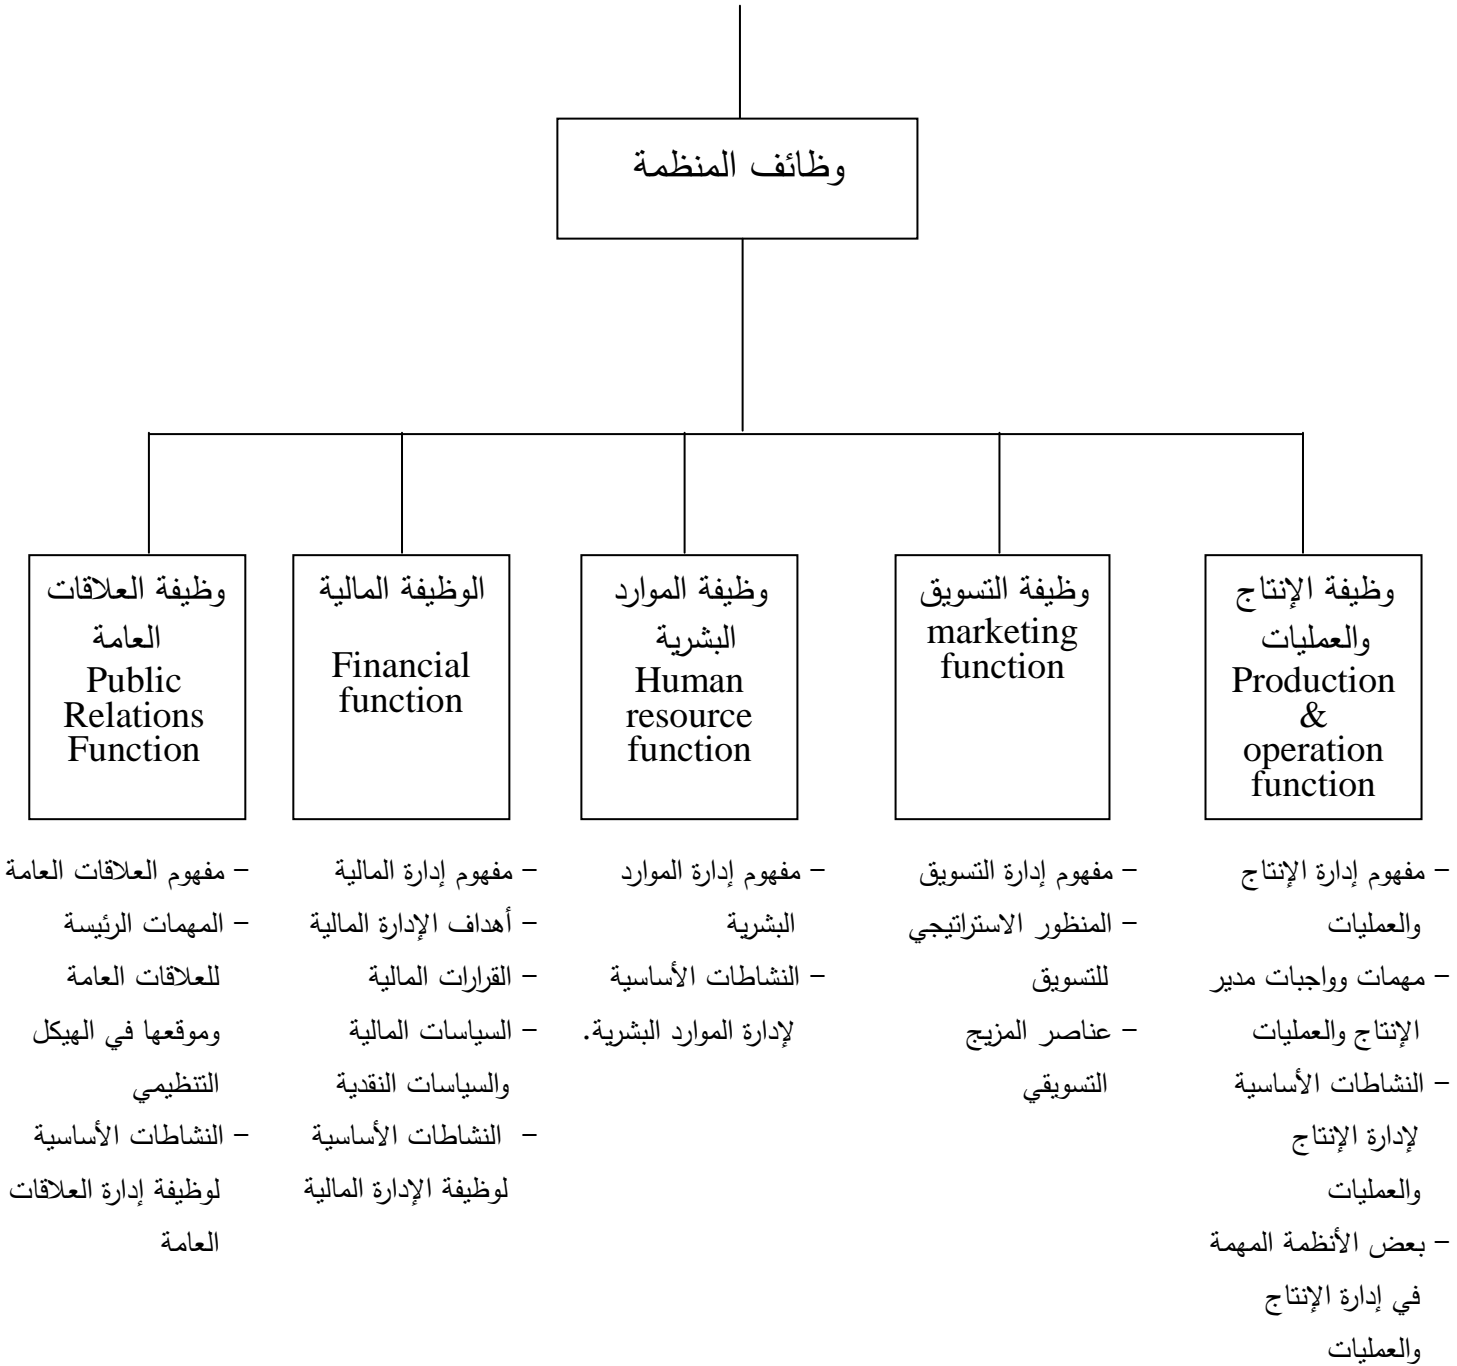 وظائف المنظمة
وظيفة الإنتاج
والعمليات
Production
&
operation
function
وظيفة التسويق
marketing
function
وظيفة الموارد
البشرية
Human
resource
function
الوظيفة المالية
Financial
function
وظيفة العلاقات
العامة
Public
Relations
Function
- مفهوم إدارة الإنتاج
والعمليات
- مهمات وواجبات مدير
الإنتاج والعمليات
- النشاطات الأساسية
لإدارة الإنتاج
والعمليات
- بعض الأنظمة المهمة
في إدارة الإنتاج
والعمليات
- مفهوم إدارة التسويق
- المنظور الاستراتيجي
للتسويق
- عناصر المزيج
التسويقي
- مفهوم إدارة الموارد
البشرية
- النشاطات الأساسية
لإدارة الموارد البشرية.
- مفهوم إدارة المالية
- أهداف الإدارة المالية
- القرارات المالية
- السياسات المالية
والسياسات النقدية
- النشاطات الأساسية
لوظيفة الإدارة المالية
- مفهوم العلاقات العامة
- المهمات الرئيسة
للعلاقات العامة
وموقعها في الهيكل
التنظيمي
- النشاطات الأساسية
لوظيفة إدارة العلاقات
العامة